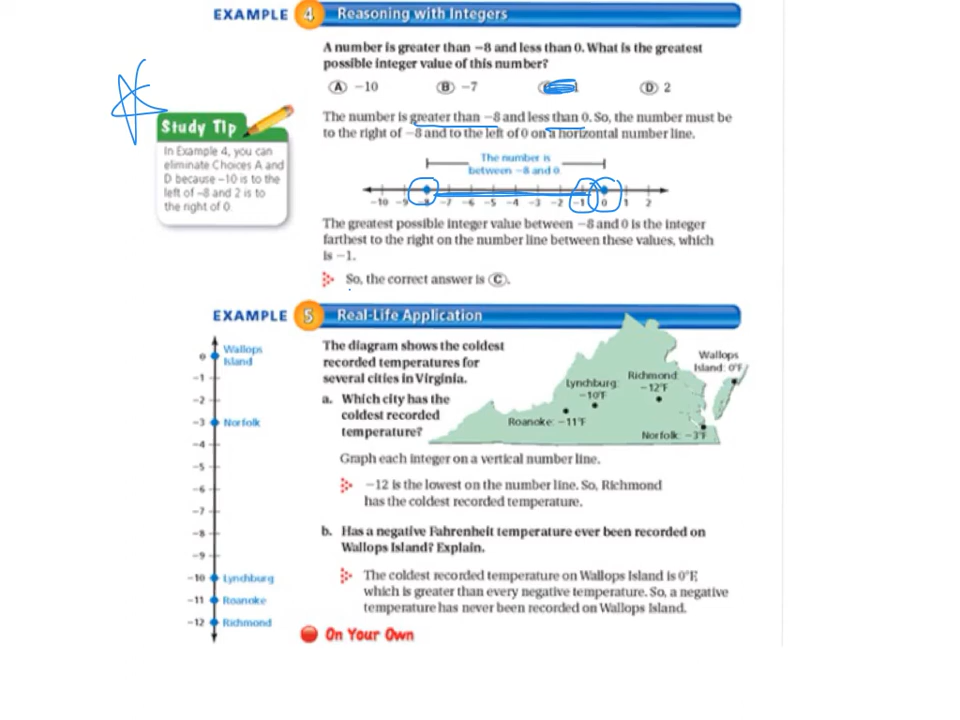 EXAMPLE 4 Reasoning with Integers
A number is greater than −8 and less than 0. What is the greatest
possible integer value of this number?
A −10 B −7 1 D 2
The number is greater than −8 and less than 0. So, the number must be
to the right of −8 and to the left of 0 on a horizontal number line.
Study Tip
In Example 4, you can
eliminate Choices A and
D because −10 is to the
left of −8 and 2 is to
the right of 0.
The number is
between −8 and 0.
−10 −9 −8 −7 −6 −5 −4 −3 −2 −1 0 1 2
The greatest possible integer value between −8 and 0 is the integer
farthest to the right on the number line between these values, which
is −1.
So, the correct answer is C.
EXAMPLE 5 Real-Life Application
0 Wallops
Island
−1
−2
−3 Norfolk
−4
−5
−6
−7
−8
−9
−10 Lynchburg
−11 Roanoke
−12 Richmond
The diagram shows the coldest
recorded temperatures for
several cities in Virginia.
a. Which city has the
coldest recorded
temperature?
Wallops
Island: 0°F
Richmond:
−12°F
Lynchburg:
−10°F
Roanoke: −11°F
Norfolk: −3°F
Graph each integer on a vertical number line.
−12 is the lowest on the number line. So, Richmond
has the coldest recorded temperature.
b. Has a negative Fahrenheit temperature ever been recorded on
Wallops Island? Explain.
The coldest recorded temperature on Wallops Island is 0°F,
which is greater than every negative temperature. So, a negative
temperature has never been recorded on Wallops Island.
On Your Own